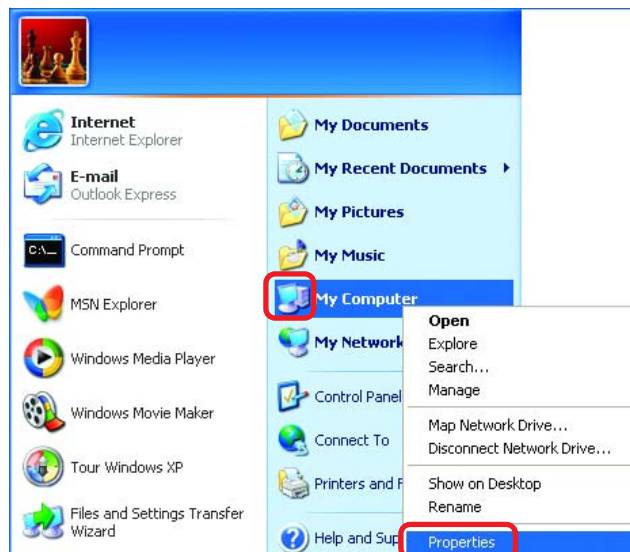 Internet
Internet Explorer
E-mail
Outlook Express
C:\_
Command Prompt
MSN Explorer
Windows Media Player
Windows Movie Maker
Tour Windows XP
Files and Settings Transfer
Wizard
My Documents
My Recent Documents
My Pictures
My Music
My Computer
My Network
Control Panel
Connect To
Printers and F
Help and Sup
Open
Explore
Search...
Manage
Map Network Drive...
Disconnect Network Drive...
Show on Desktop
Rename
Properties